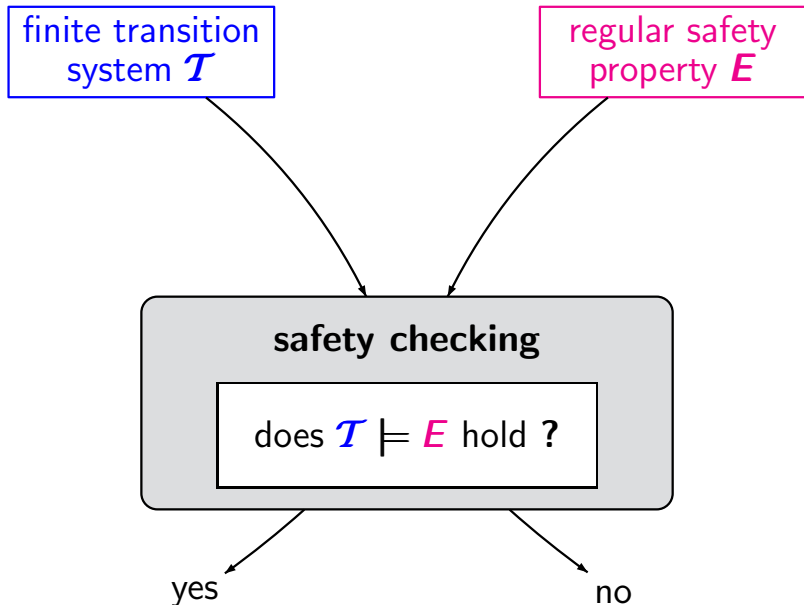 finite transition
system 𝓣
regular safety
property E
safety checking
does 𝓣 ⊨ E hold ?
yes
no